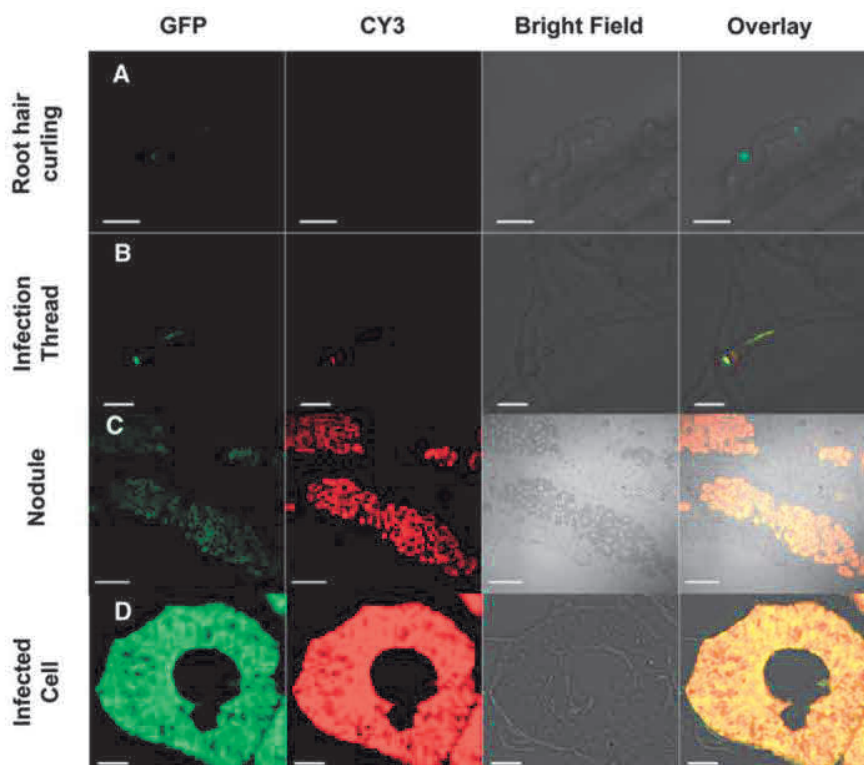 GFP CY3 Bright Field Overlay
Root hair
curling
A
Infection
Thread
B
Nodule
C
Infected
Cell
D